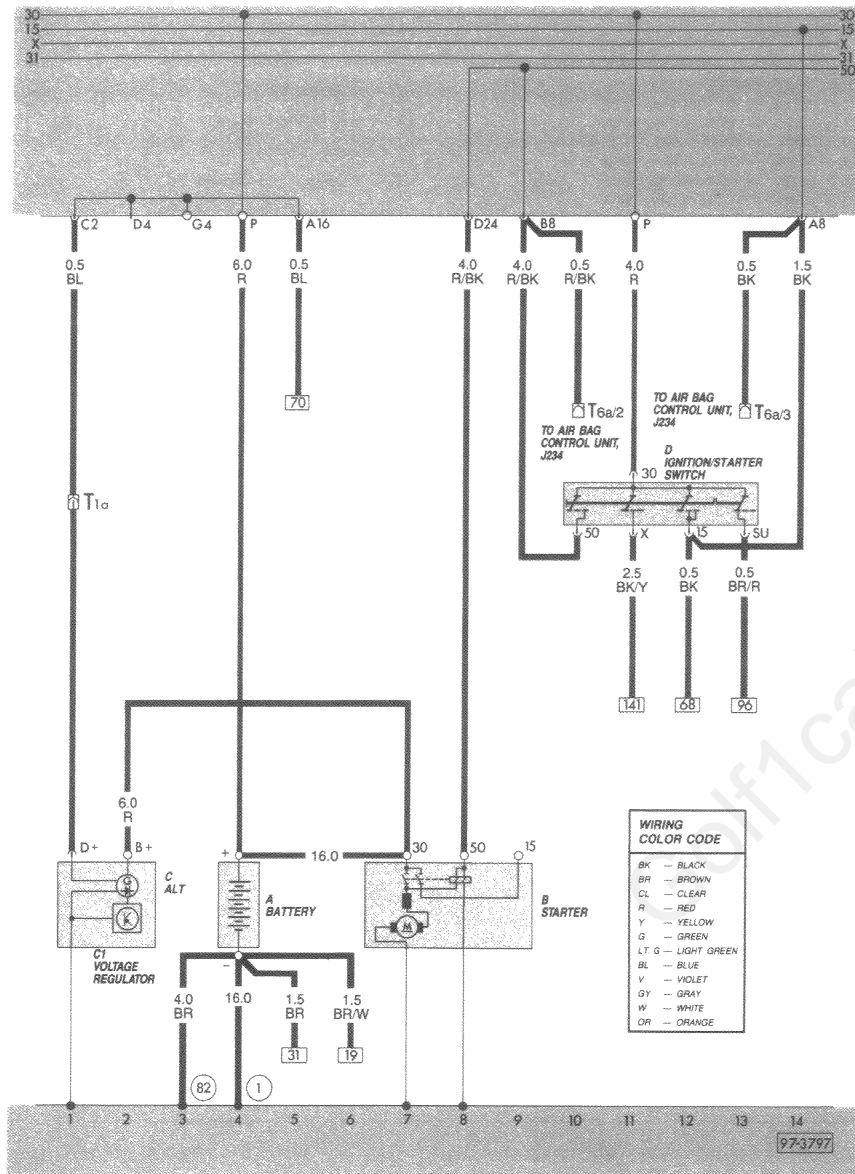 30 30
15 15
X X
31 31
50
C2 D4 G4 P A16 D24 B8 P A8
0.5 BL
6.0 R
0.5 BL
4.0 R/BK
4.0 R/BK
0.5 R/BK
4.0 R
0.5 BK
1.5 BK
70
T6a/2
TO AIR BAG
CONTROL UNIT,
J234
TO AIR BAG
CONTROL UNIT,
J234
T6a/3
D
IGNITION/STARTER
SWITCH
30
T1a
50 X 15 SU
2.5 BK/Y
0.5 BK
0.5 BR/R
141 68 96
6.0 R
D+ B+ + 16.0 30 50 15
C
ALT
G
K
C1
VOLTAGE
REGULATOR
A
BATTERY
M
B
STARTER
−
4.0 BR
16.0
1.5 BR
1.5 BR/W
31 19
82 1
WIRING
COLOR CODE
BK — BLACK
BR — BROWN
CL — CLEAR
R — RED
Y — YELLOW
G — GREEN
LT. G — LIGHT GREEN
BL — BLUE
V — VIOLET
GY — GRAY
W — WHITE
OR — ORANGE
1 2 3 4 5 6 7 8 9 10 11 12 13 14
97-3797